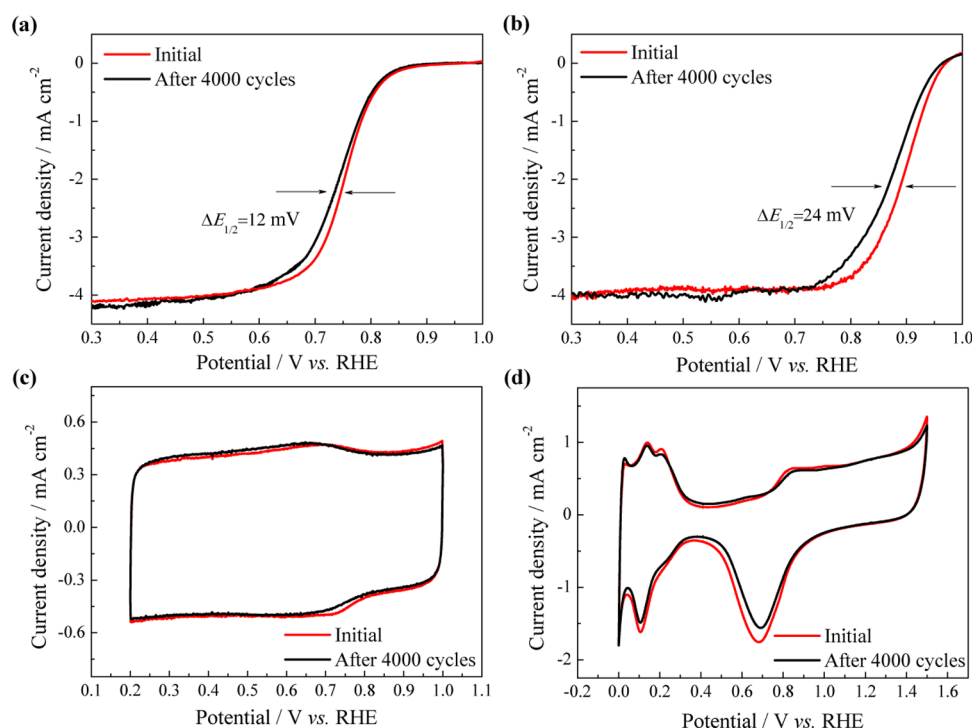 (a)
Initial
After 4000 cycles
ΔE1/2=12 mV
Current density / mA cm-2
0
-1
-2
-3
-4
0.3 0.4 0.5 0.6 0.7 0.8 0.9 1.0
Potential / V vs. RHE
(b)
Initial
After 4000 cycles
ΔE1/2=24 mV
Current density / mA cm-2
0
-1
-2
-3
-4
0.3 0.4 0.5 0.6 0.7 0.8 0.9 1.0
Potential / V vs. RHE
(c)
Current density / mA cm-2
0.6
0.3
0.0
-0.3
-0.6
Initial
After 4000 cycles
0.1 0.2 0.3 0.4 0.5 0.6 0.7 0.8 0.9 1.0 1.1
Potential / V vs. RHE
(d)
Current density / mA cm-2
1
0
-1
-2
Initial
After 4000 cycles
-0.2 0.0 0.2 0.4 0.6 0.8 1.0 1.2 1.4 1.6
Potential / V vs. RHE